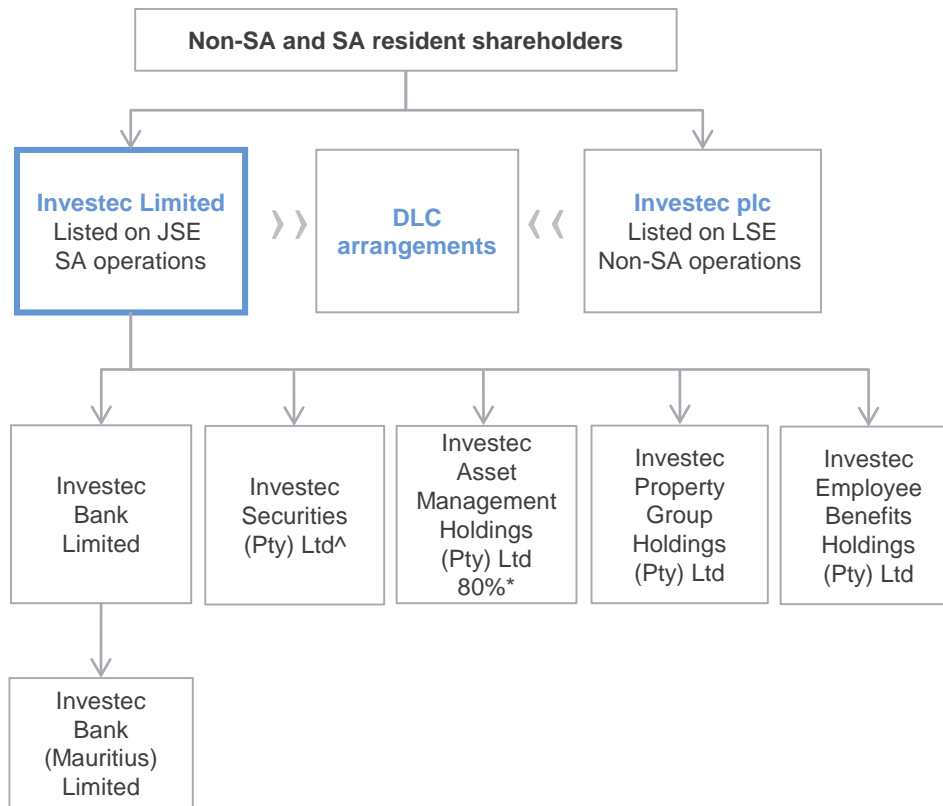 Non-SA and SA resident shareholders
Investec Limited
Listed on JSE
SA operations
DLC
arrangements
Investec plc
Listed on LSE
Non-SA operations
Investec
Bank
Limited
Investec
Securities
(Pty) Ltd^
Investec
Asset
Management
Holdings
(Pty) Ltd
80%*
Investec
Property
Group
Holdings
(Pty) Ltd
Investec
Employee
Benefits
Holdings
(Pty) Ltd
Investec
Bank
(Mauritius)
Limited